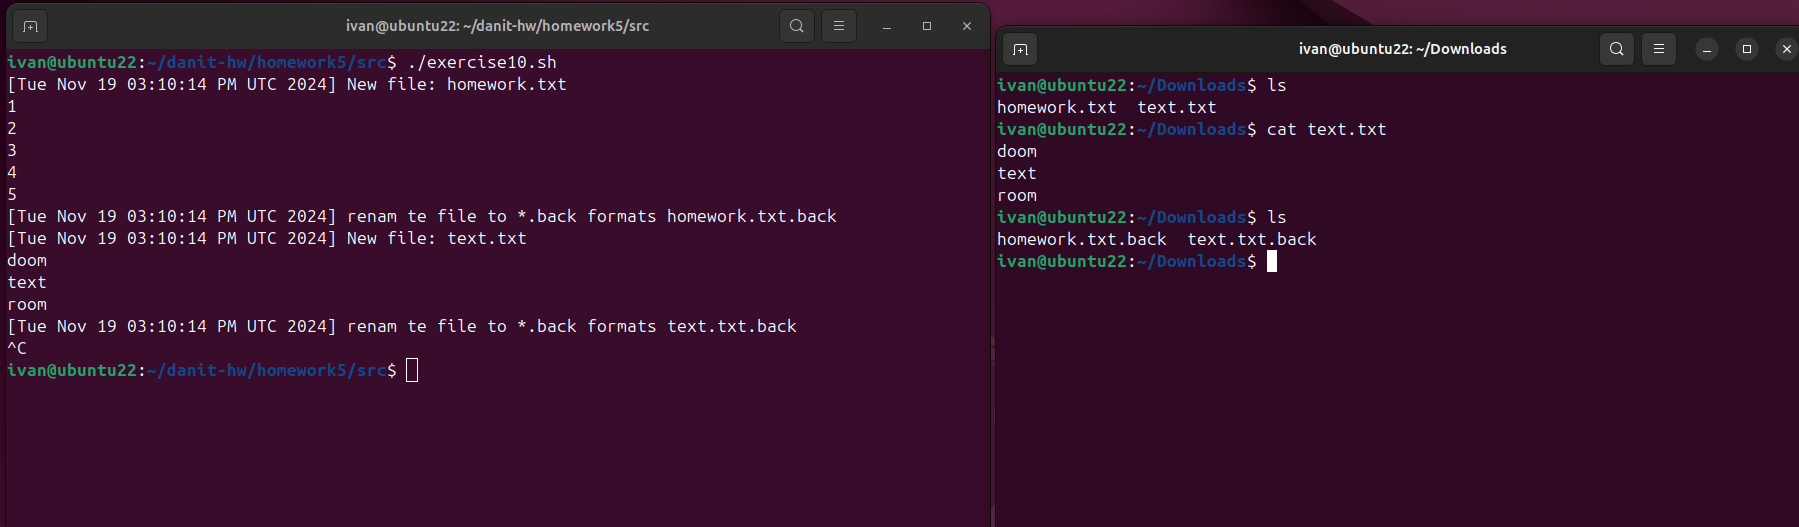 ivan@ubuntu22: ~/danit-hw/homework5/src
ivan@ubuntu22:~/danit-hw/homework5/src$ ./exercise10.sh
[Tue Nov 19 03:10:14 PM UTC 2024] New file: homework.txt
1
2
3
4
5
[Tue Nov 19 03:10:14 PM UTC 2024] renam te file to *.back formats homework.txt.back
[Tue Nov 19 03:10:14 PM UTC 2024] New file: text.txt
doom
text
room
[Tue Nov 19 03:10:14 PM UTC 2024] renam te file to *.back formats text.txt.back
^C
ivan@ubuntu22:~/danit-hw/homework5/src$
ivan@ubuntu22: ~/Downloads
ivan@ubuntu22:~/Downloads$ ls
homework.txt  text.txt
ivan@ubuntu22:~/Downloads$ cat text.txt
doom
text
room
ivan@ubuntu22:~/Downloads$ ls
homework.txt.back  text.txt.back
ivan@ubuntu22:~/Downloads$